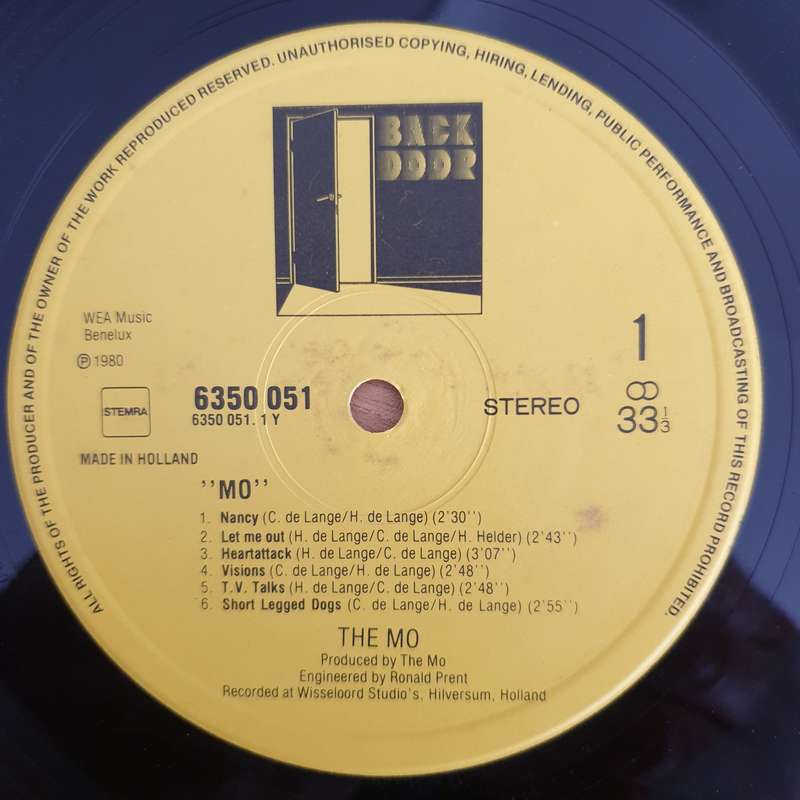 ALL RIGHTS OF THE PRODUCER AND OF THE OWNER OF THE WORK REPRODUCED RESERVED. UNAUTHORISED COPYING, HIRING, LENDING, PUBLIC PERFORMANCE AND BROADCASTING OF THIS RECORD PROHIBITED.
BACK
DOOR
WEA Music
Benelux
Ⓟ 1980
1
STEMRA
6350 051
6350 051. 1 Y
STEREO
33 1/3
MADE IN HOLLAND
''MO''
1. Nancy (C. de Lange/H. de Lange) (2'30'')
2. Let me out (H. de Lange/C. de Lange/H. Helder) (2'43'')
3. Heartattack (H. de Lange/C. de Lange) (3'07'')
4. Visions (C. de Lange/H. de Lange) (2'48'')
5. T.V. Talks (H. de Lange/C. de Lange) (2'48'')
6. Short Legged Dogs (C. de Lange/H. de Lange) (2'55'')
THE MO
Produced by The Mo
Engineered by Ronald Prent
Recorded at Wisseloord Studio's, Hilversum, Holland